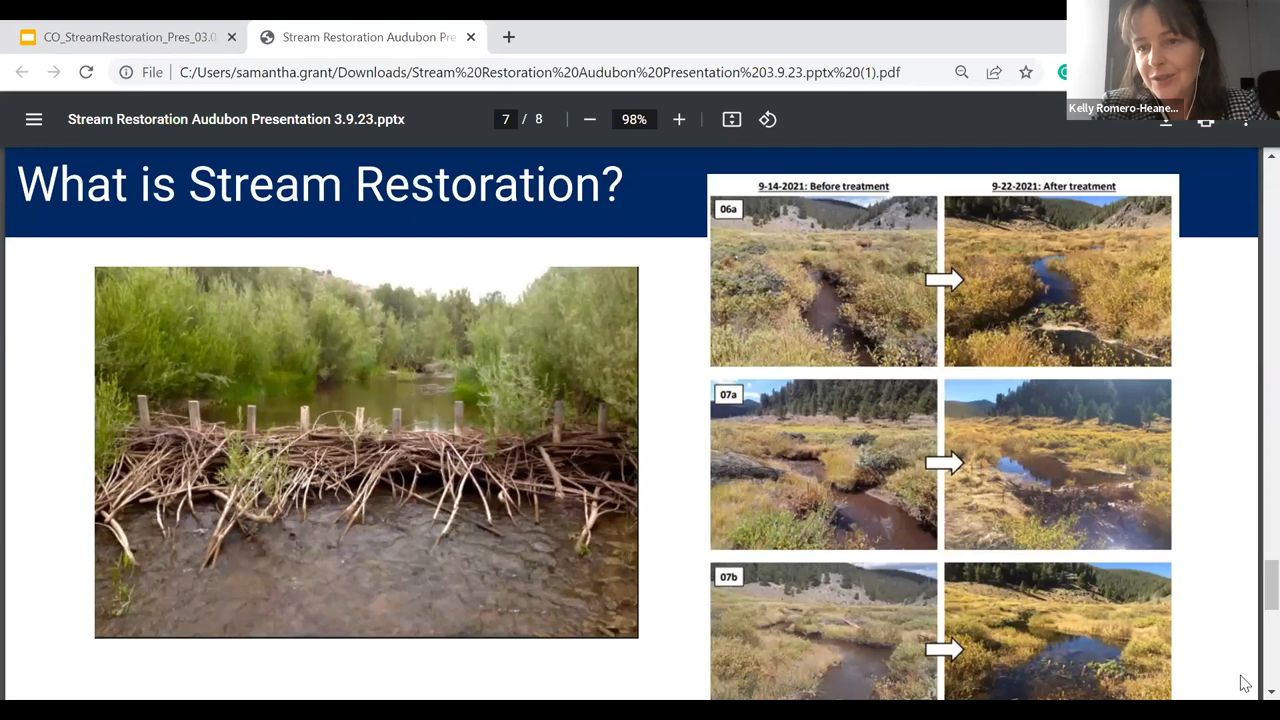 CO_StreamRestoration_Pres_03.0
Stream Restoration Audubon Pre
File
C:/Users/samantha.grant/Downloads/Stream%20Restoration%20Audubon%20Presentation%203.9.23.pptx%20(1).pdf
Kelly Romero-Heane...
Stream Restoration Audubon Presentation 3.9.23.pptx
7 / 8
98%
What is Stream Restoration?
9-14-2021: Before treatment
9-22-2021: After treatment
06a
07a
07b